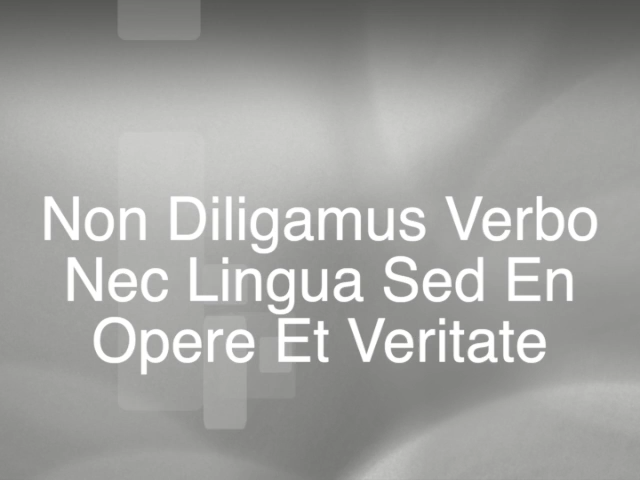 Non Diligamus Verbo
Nec Lingua Sed En
Opere Et Veritate